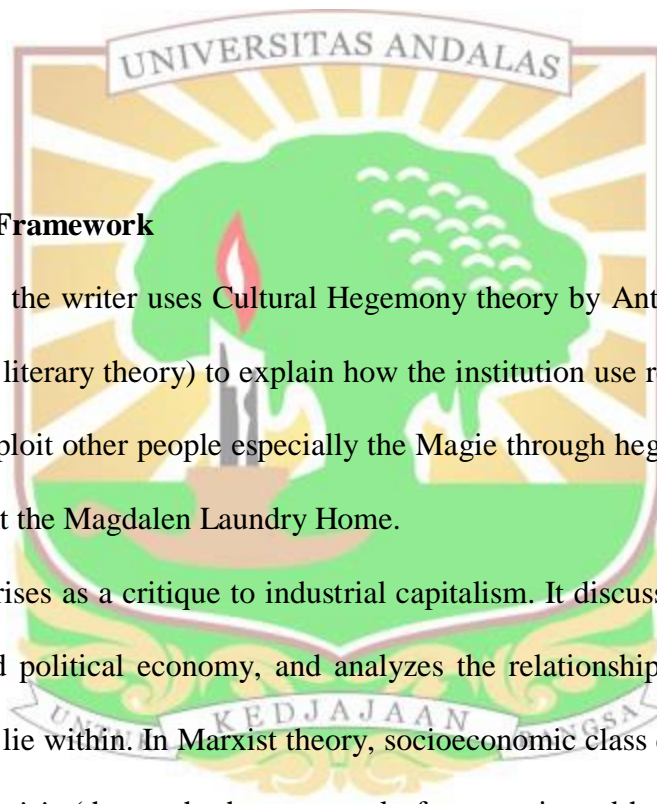 UNIVERSITAS ANDALAS
Framework
the writer uses Cultural Hegemony theory by Ant
literary theory) to explain how the institution use r
ploit other people especially the Magie through heg
t the Magdalen Laundry Home.
rises as a critique to industrial capitalism. It discuss
d political economy, and analyzes the relationship
UNTUK KEDJAJAAN BANGSA
lie within. In Marxist theory, socioeconomic class